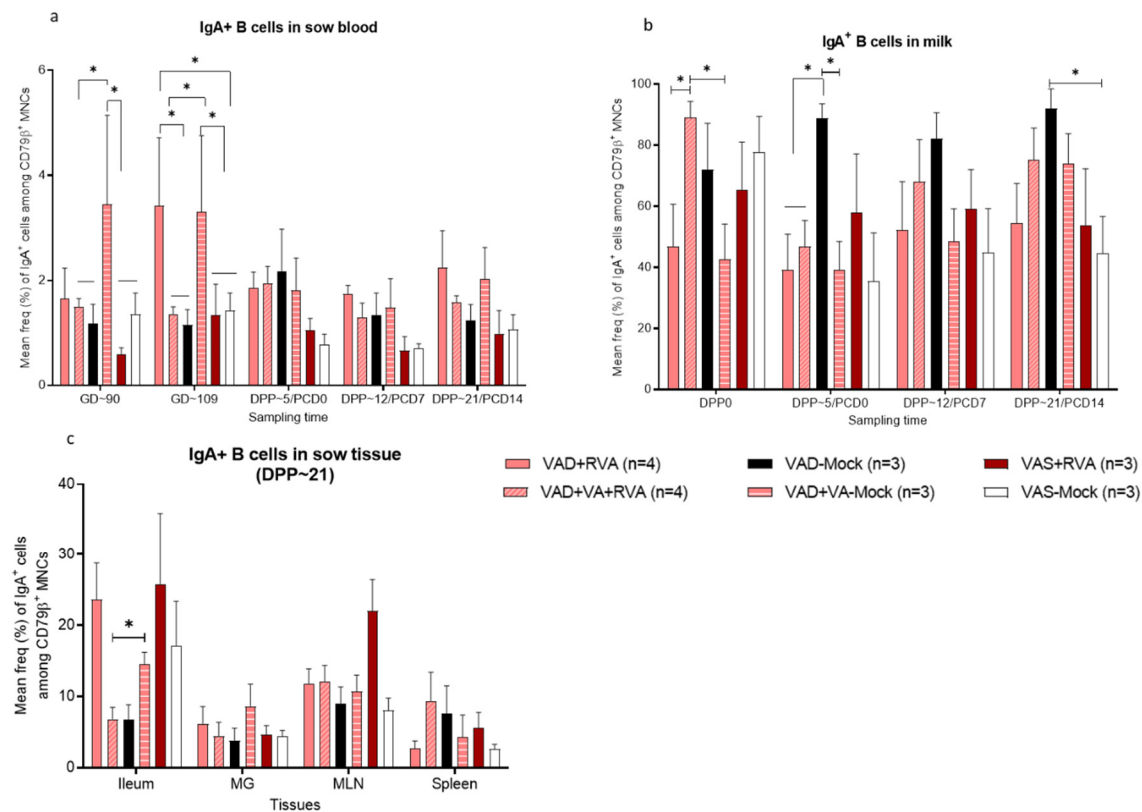 a
IgA+ B cells in sow blood
Mean freq (%) of IgA+ cells among CD79β+ MNCs
6
4
2
0
* * * * * *
GD~90 GD~109 DPP~5/PCD0 DPP~12/PCD7 DPP~21/PCD14
Sampling time
b
IgA+ B cells in milk
Mean freq (%) of IgA+ cells among CD79β+ MNCs
100
80
60
40
20
0
* * * * *
DPP0 DPP~5/PCD0 DPP~12/PCD7 DPP~21/PCD14
Sampling time
c
IgA+ B cells in sow tissue
(DPP~21)
Mean freq (%) of IgA+ cells
among CD79β+ MNCs
40
30
20
10
0
*
Ileum MG MLN Spleen
Tissues
VAD+RVA (n=4) VAD-Mock (n=3) VAS+RVA (n=3)
VAD+VA+RVA (n=4) VAD+VA-Mock (n=3) VAS-Mock (n=3)